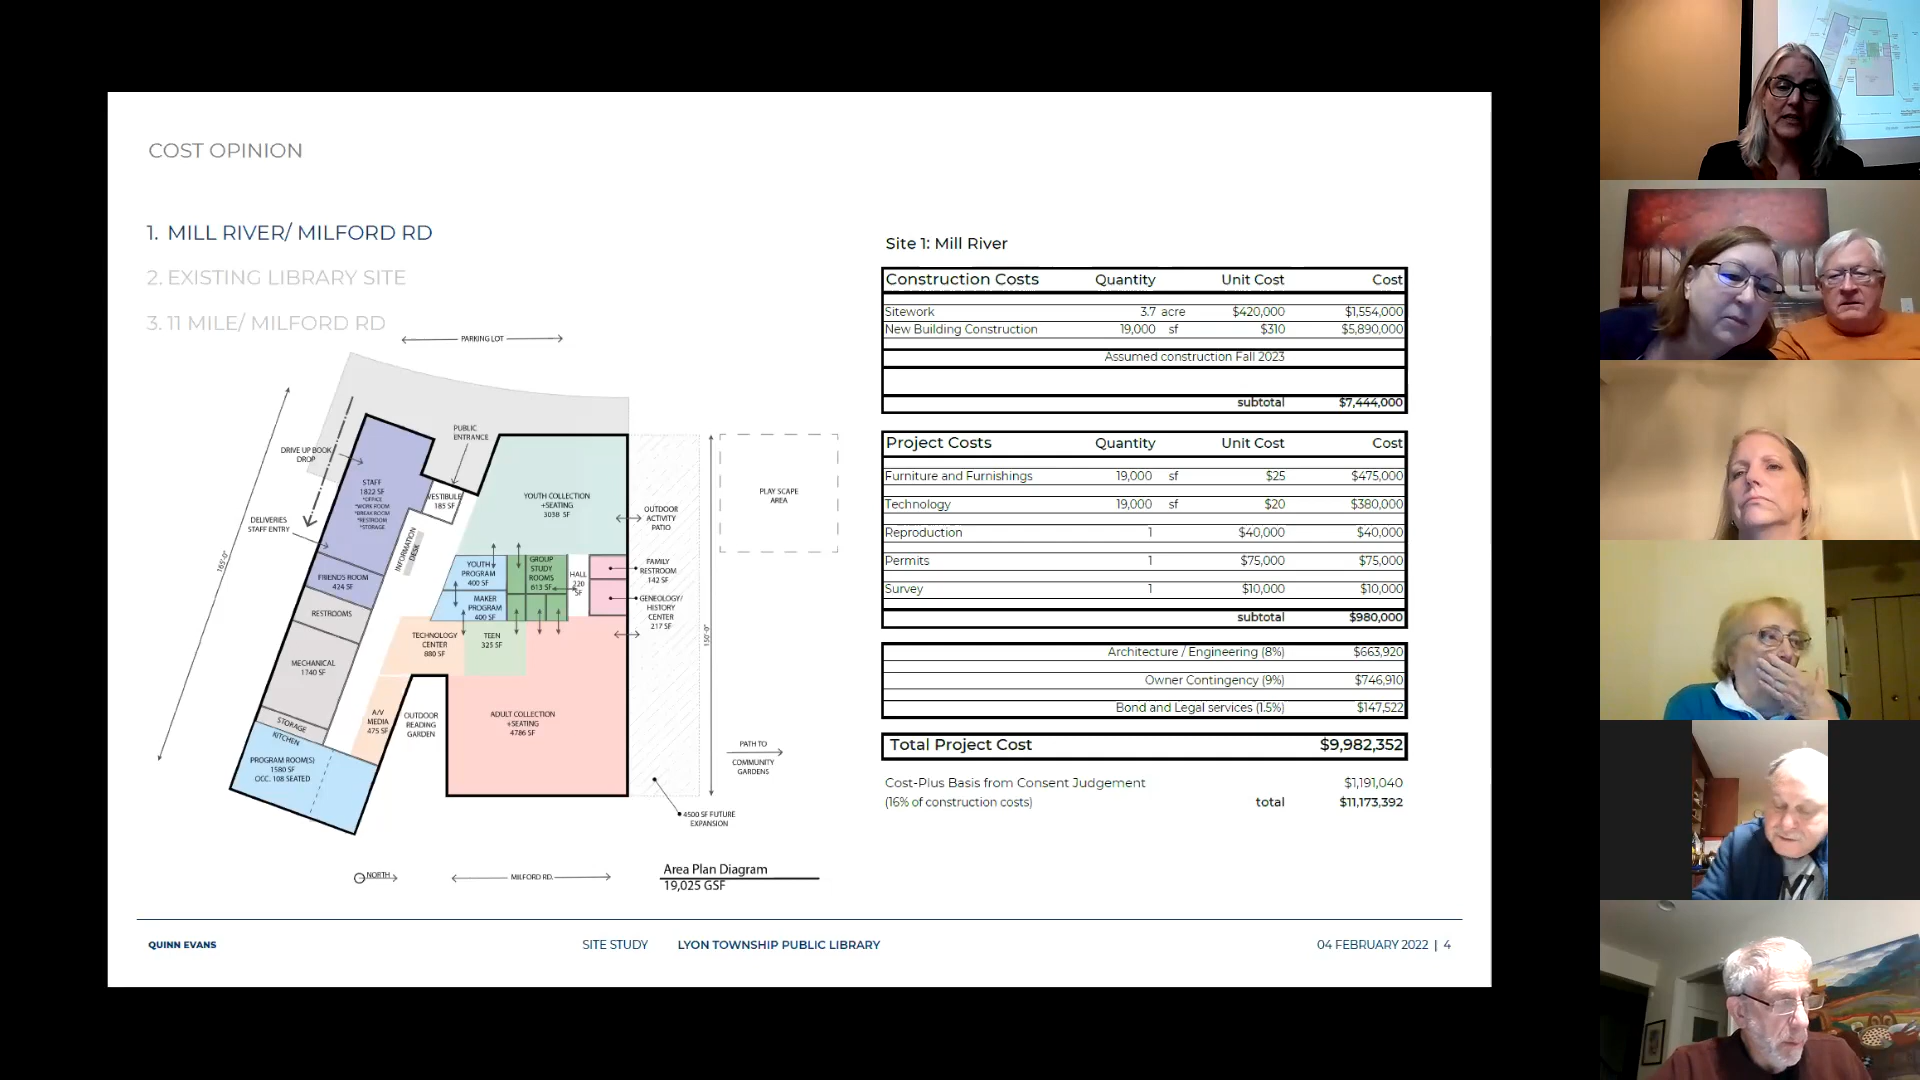 COST OPINION
1. MILL RIVER/ MILFORD RD
2. EXISTING LIBRARY SITE
3. 11 MILE/ MILFORD RD
PARKING LOT
PUBLIC
ENTRANCE
DRIVE UP BOOK
DROP
STAFF
1822 SF
*OFFICE
*WORK ROOM
*BREAK ROOM
*RESTROOM
*STORAGE
VESTIBULE
185 SF
DELIVERIES
STAFF ENTRY
INFORMATION
DESK
165'-0"
YOUTH COLLECTION
+SEATING
3038 SF
OUTDOOR
ACTIVITY
PATIO
PLAY SCAPE
AREA
FRIENDS ROOM
424 SF
YOUTH
PROGRAM
400 SF
GROUP
STUDY
ROOMS
613 SF
HALL
220
SF
FAMILY
RESTROOM
142 SF
RESTROOMS
MAKER
PROGRAM
400 SF
GENEOLOGY/
HISTORY
CENTER
217 SF
TECHNOLOGY
CENTER
880 SF
TEEN
325 SF
150'-0"
MECHANICAL
1740 SF
A/V
MEDIA
475 SF
OUTDOOR
READING
GARDEN
ADULT COLLECTION
+SEATING
4786 SF
STORAGE
KITCHEN
PROGRAM ROOM(S)
1580 SF
OCC. 108 SEATED
PATH TO
COMMUNITY
GARDENS
4500 SF FUTURE
EXPANSION
NORTH
MILFORD RD.
Area Plan Diagram
19,025 GSF
Site 1: Mill River
Construction Costs Quantity Unit Cost Cost
Sitework 3.7 acre $420,000 $1,554,000
New Building Construction 19,000 sf $310 $5,890,000
Assumed construction Fall 2023
subtotal $7,444,000
Project Costs Quantity Unit Cost Cost
Furniture and Furnishings 19,000 sf $25 $475,000
Technology 19,000 sf $20 $380,000
Reproduction 1 $40,000 $40,000
Permits 1 $75,000 $75,000
Survey 1 $10,000 $10,000
subtotal $980,000
Architecture / Engineering (8%) $663,920
Owner Contingency (9%) $746,910
Bond and Legal services (1.5%) $147,522
Total Project Cost $9,982,352
Cost-Plus Basis from Consent Judgement $1,191,040
(16% of construction costs) total $11,173,392
QUINN EVANS
SITE STUDY LYON TOWNSHIP PUBLIC LIBRARY
04 FEBRUARY 2022 | 4